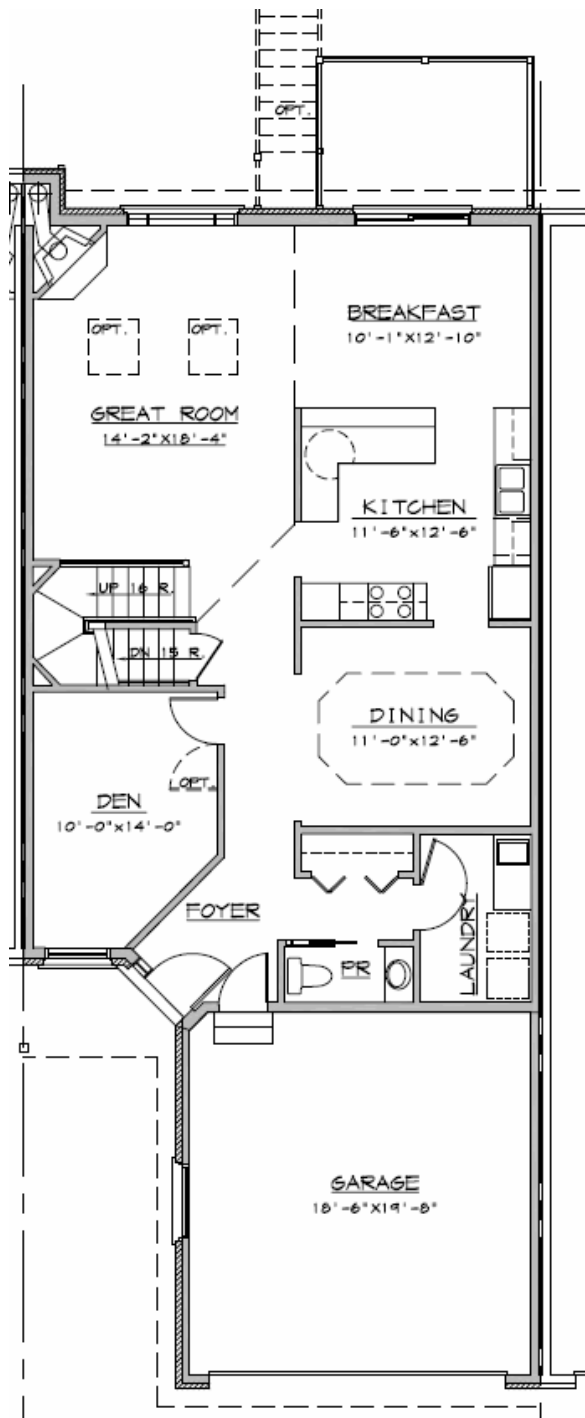 OPT.
BREAKFAST
10'-1"X12'-10"
OPT.
OPT.
GREAT ROOM
14'-2"X18'-4"
KITCHEN
11'-6"X12'-6"
UP 16 R.
DN 15 R.
DINING
11'-0"X12'-6"
OPT.
DEN
10'-0"X14'-0"
FOYER
LAUNDRY
PR
GARAGE
18'-6"X19'-8"